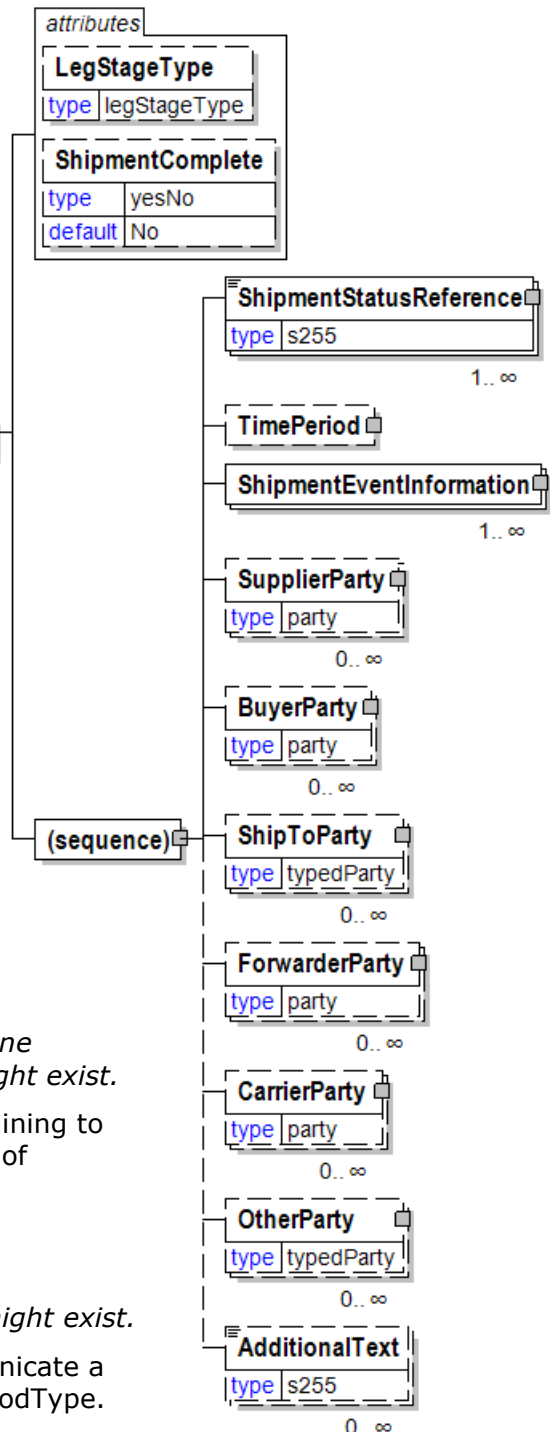 attributes
LegStageType
type legStageType
ShipmentComplete
type yesNo
default No
ShipmentStatusReference
type s255
1.. ∞
TimePeriod
ShipmentEventInformation
1.. ∞
SupplierParty
type party
0.. ∞
BuyerParty
type party
0.. ∞
(sequence)
ShipToParty
type typedParty
0.. ∞
ForwarderParty
type party
0.. ∞
CarrierParty
type party
0.. ∞
OtherParty
type typedParty
0.. ∞
AdditionalText
type s255
0.. ∞
ne
ght exist.
ining to
of
night exist.
nicate a
odType.